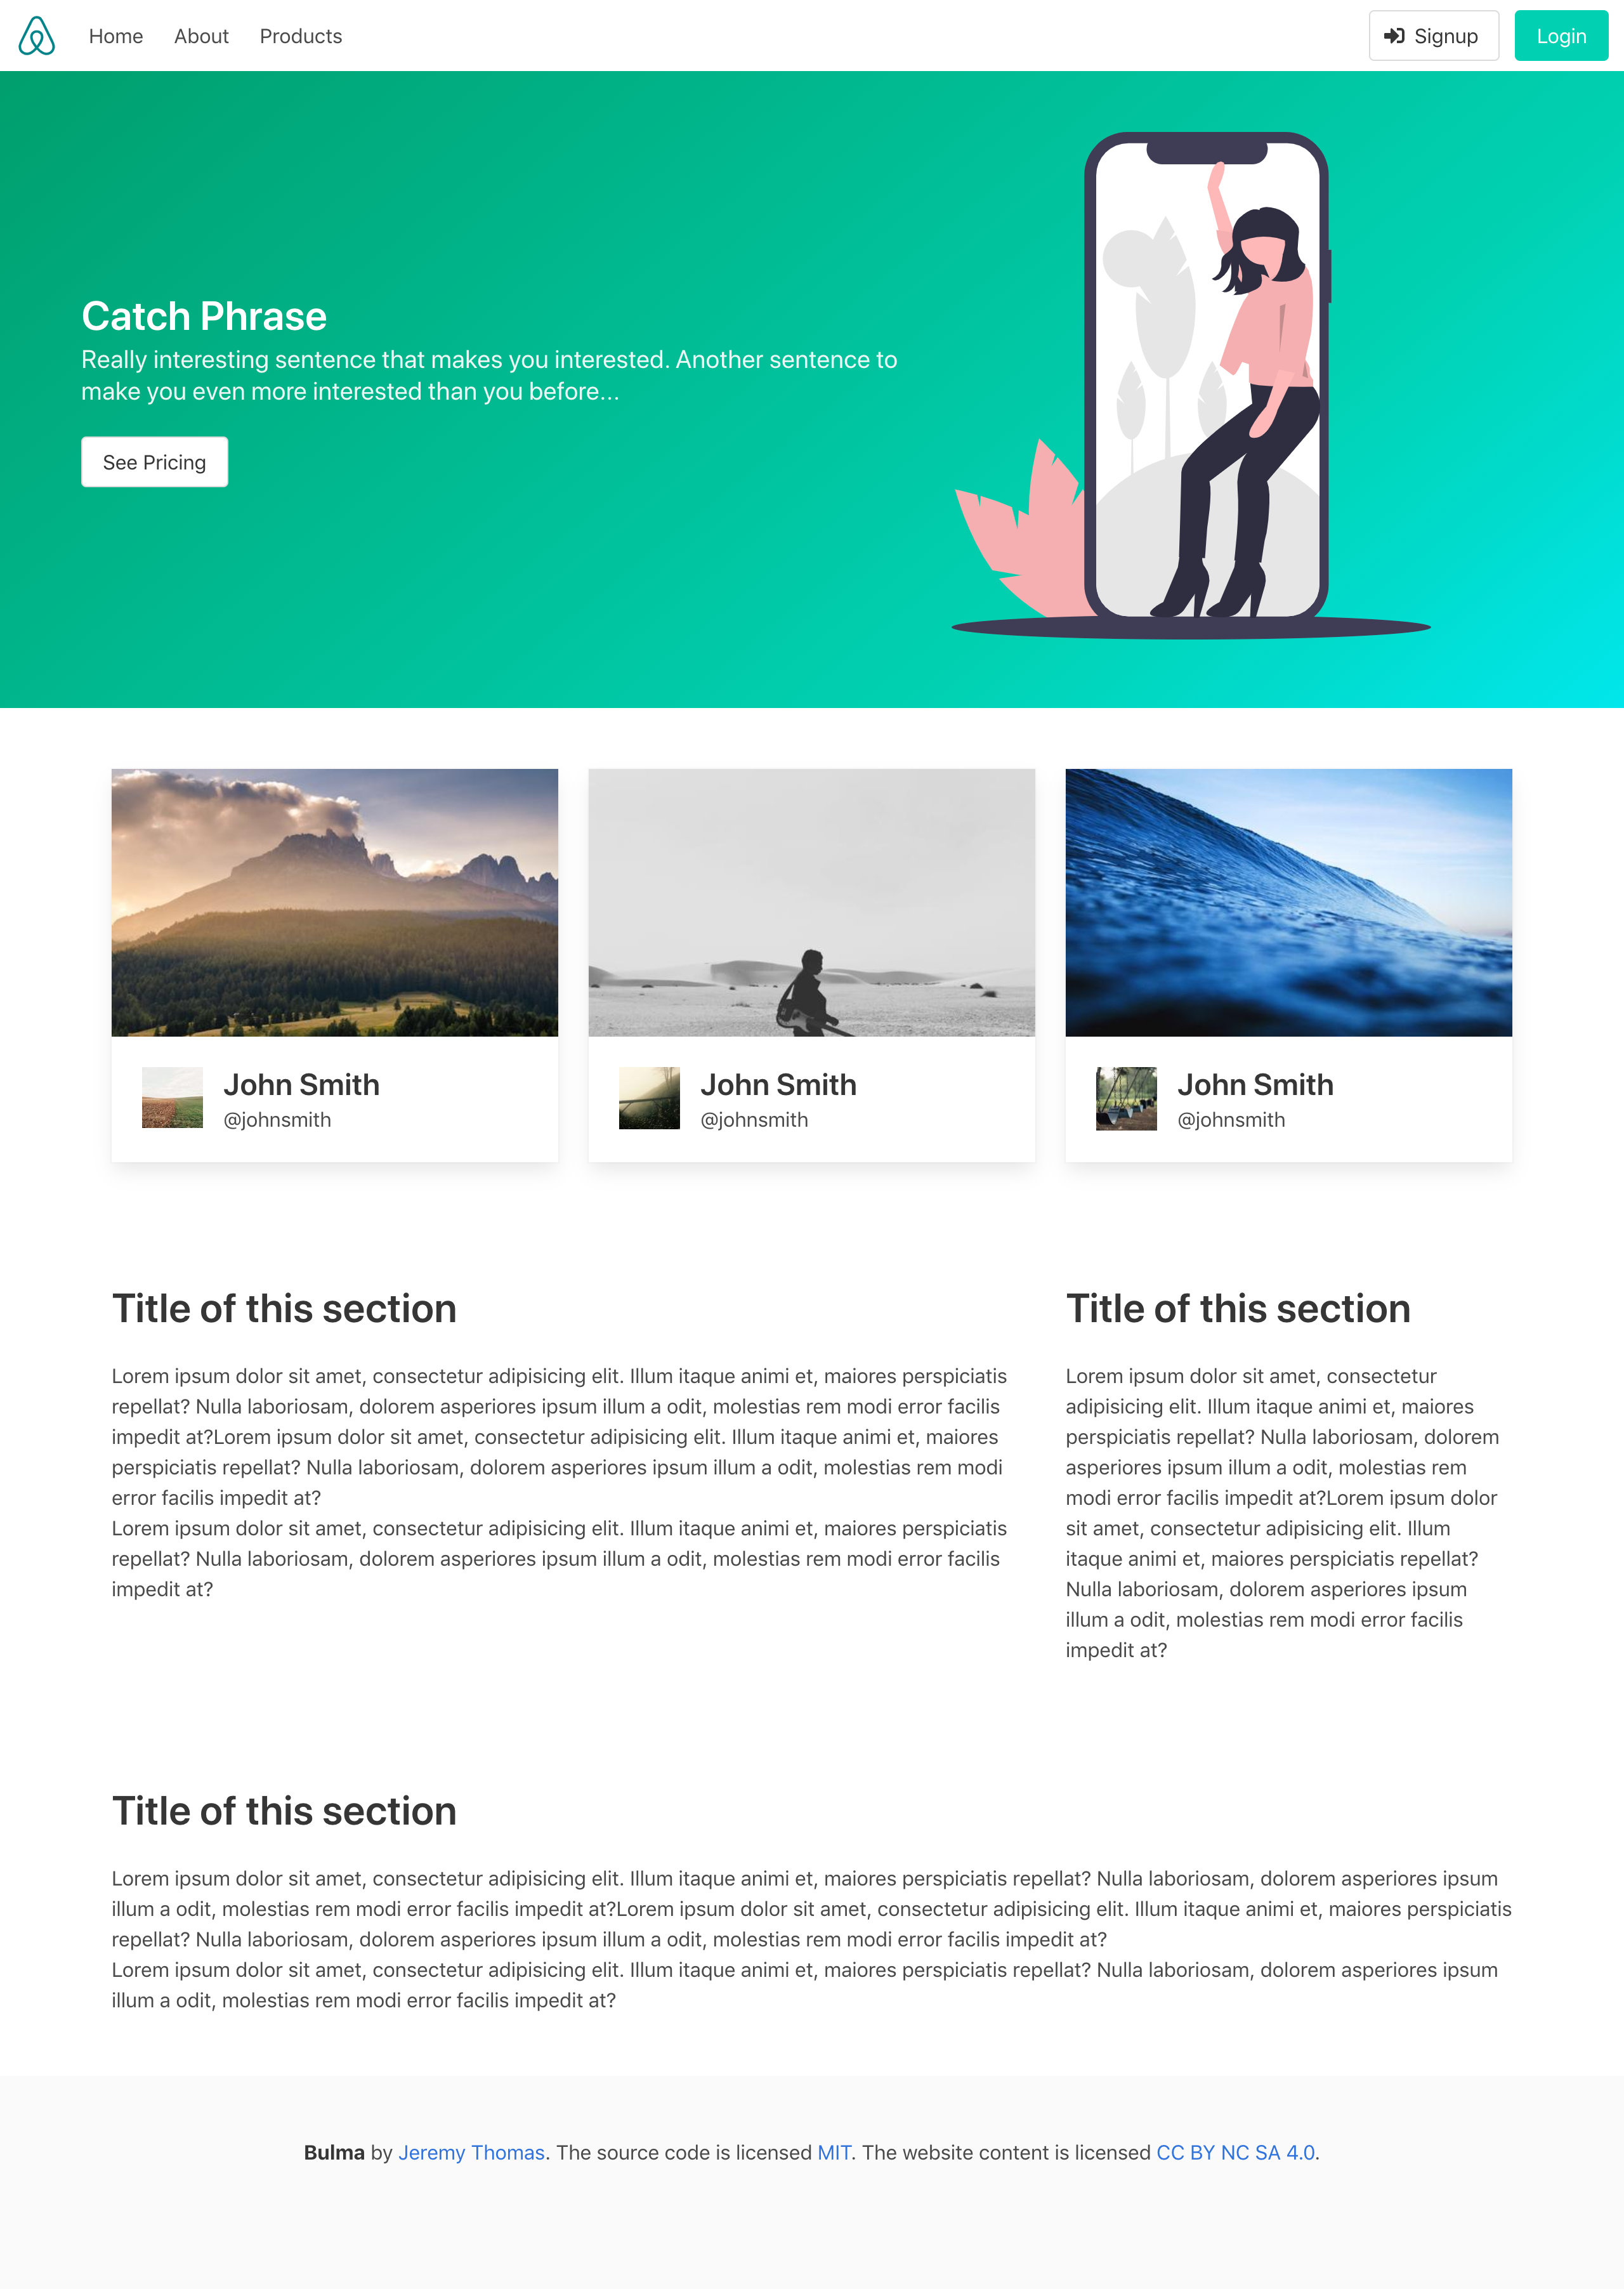 Home About Products Signup Login
Catch Phrase
Really interesting sentence that makes you interested. Another sentence to
make you even more interested than you before...
See Pricing
John Smith
@johnsmith
John Smith
@johnsmith
John Smith
@johnsmith
Title of this section
Lorem ipsum dolor sit amet, consectetur adipisicing elit. Illum itaque animi et, maiores perspiciatis
repellat? Nulla laboriosam, dolorem asperiores ipsum illum a odit, molestias rem modi error facilis
impedit at?Lorem ipsum dolor sit amet, consectetur adipisicing elit. Illum itaque animi et, maiores
perspiciatis repellat? Nulla laboriosam, dolorem asperiores ipsum illum a odit, molestias rem modi
error facilis impedit at?
Lorem ipsum dolor sit amet, consectetur adipisicing elit. Illum itaque animi et, maiores perspiciatis
repellat? Nulla laboriosam, dolorem asperiores ipsum illum a odit, molestias rem modi error facilis
impedit at?
Title of this section
Lorem ipsum dolor sit amet, consectetur
adipisicing elit. Illum itaque animi et, maiores
perspiciatis repellat? Nulla laboriosam, dolorem
asperiores ipsum illum a odit, molestias rem
modi error facilis impedit at?Lorem ipsum dolor
sit amet, consectetur adipisicing elit. Illum
itaque animi et, maiores perspiciatis repellat?
Nulla laboriosam, dolorem asperiores ipsum
illum a odit, molestias rem modi error facilis
impedit at?
Title of this section
Lorem ipsum dolor sit amet, consectetur adipisicing elit. Illum itaque animi et, maiores perspiciatis repellat? Nulla laboriosam, dolorem asperiores ipsum
illum a odit, molestias rem modi error facilis impedit at?Lorem ipsum dolor sit amet, consectetur adipisicing elit. Illum itaque animi et, maiores perspiciatis
repellat? Nulla laboriosam, dolorem asperiores ipsum illum a odit, molestias rem modi error facilis impedit at?
Lorem ipsum dolor sit amet, consectetur adipisicing elit. Illum itaque animi et, maiores perspiciatis repellat? Nulla laboriosam, dolorem asperiores ipsum
illum a odit, molestias rem modi error facilis impedit at?
Bulma by Jeremy Thomas. The source code is licensed MIT. The website content is licensed CC BY NC SA 4.0.